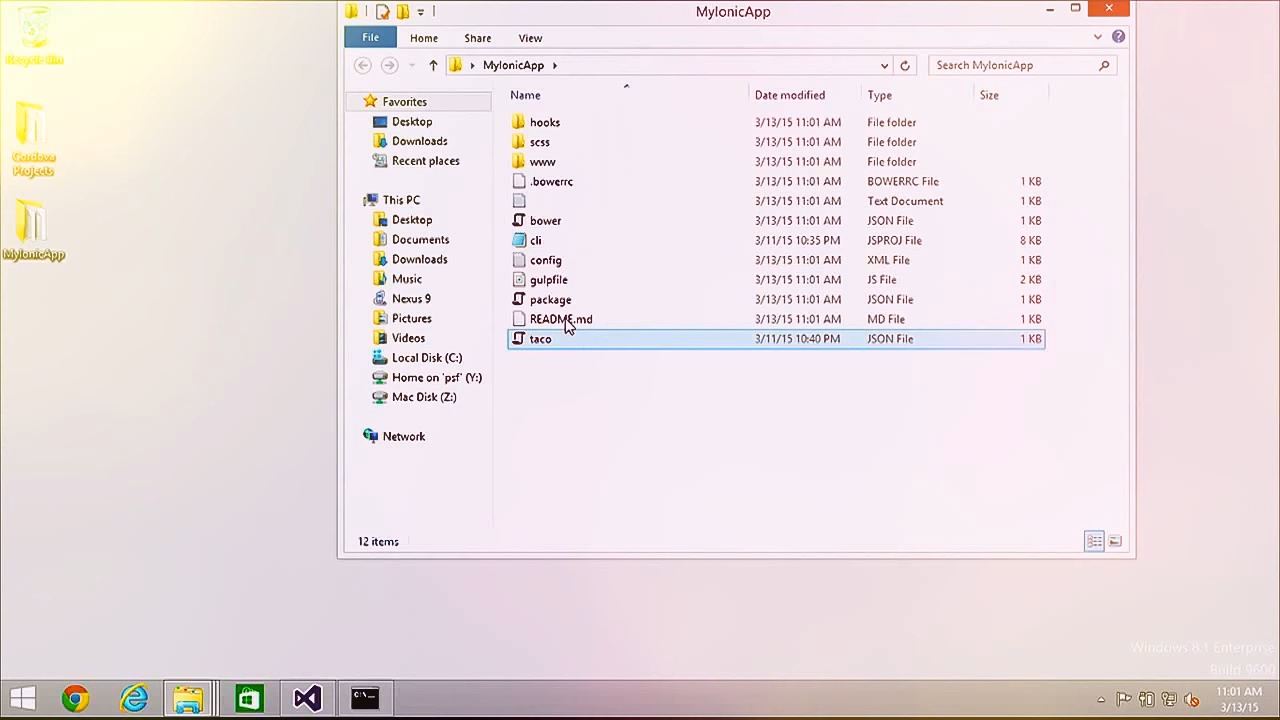 MyIonicApp
File Home Share View
MyIonicApp
Search MyIonicApp
Name Date modified Type Size
Recycle Bin
Cordova
Projects
MyIonicApp
Favorites
Desktop
Downloads
Recent places
This PC
Desktop
Documents
Downloads
Music
Nexus 9
Pictures
Videos
Local Disk (C:)
Home on 'psf' (Y:)
Mac Disk (Z:)
Network
hooks 3/13/15 11:01 AM File folder
scss 3/13/15 11:01 AM File folder
www 3/13/15 11:01 AM File folder
.bowerrc 3/13/15 11:01 AM BOWERRC File 1 KB
3/13/15 11:01 AM Text Document 1 KB
bower 3/13/15 11:01 AM JSON File 1 KB
cli 3/11/15 10:35 PM JSPROJ File 8 KB
config 3/13/15 11:01 AM XML File 1 KB
gulpfile 3/13/15 11:01 AM JS File 2 KB
package 3/13/15 11:01 AM JSON File 1 KB
README.md 3/13/15 11:01 AM MD File 1 KB
taco 3/11/15 10:40 PM JSON File 1 KB
12 items
Windows 8.1 Enterprise
Build 9600
C:\
11:01 AM
3/13/15